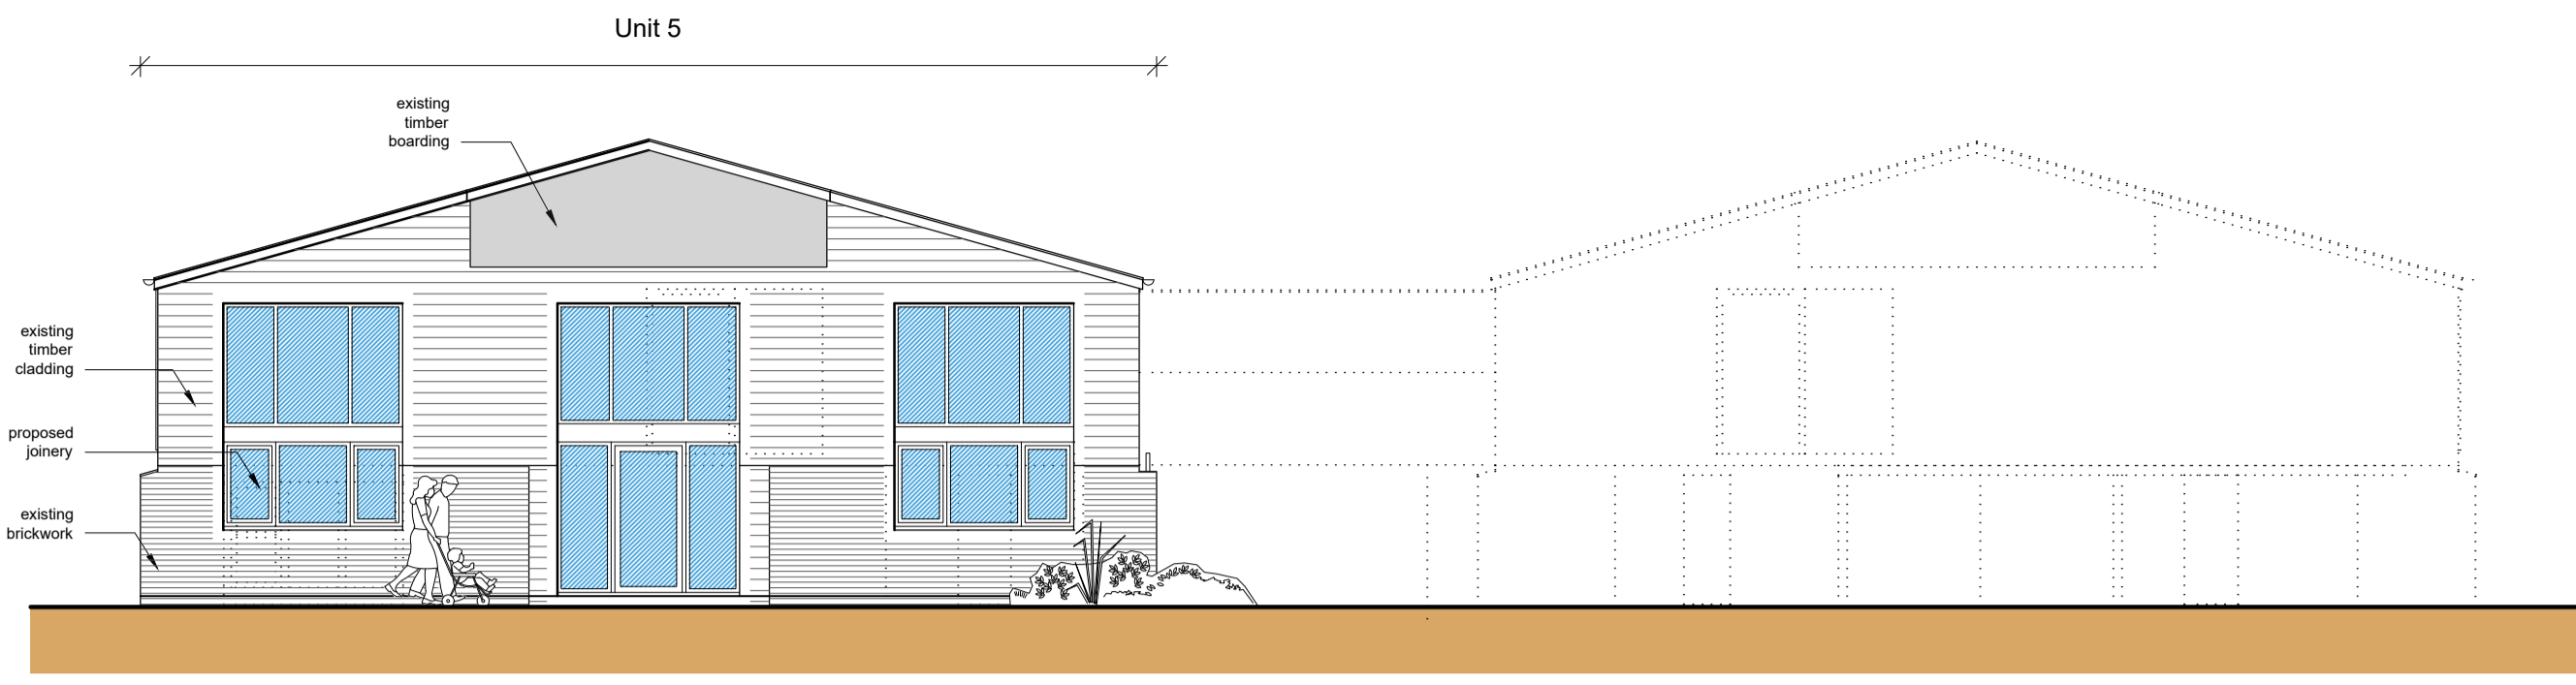 Unit 5
existing
timber
boarding
existing
timber
cladding
proposed
joinery
existing
brickwork